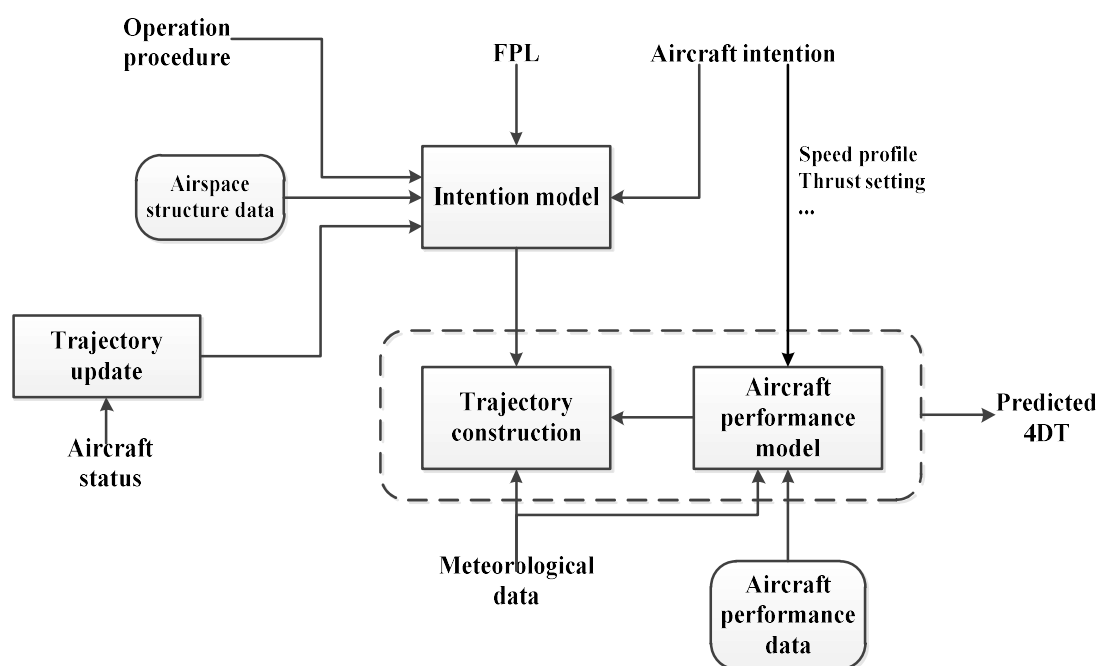 Operation
procedure
FPL
Aircraft intention
Speed profile
Thrust setting
...
Airspace
structure data
Intention model
Trajectory
update
Aircraft
status
Trajectory
construction
Aircraft
performance
model
Predicted
4DT
Meteorological
data
Aircraft
performance
data